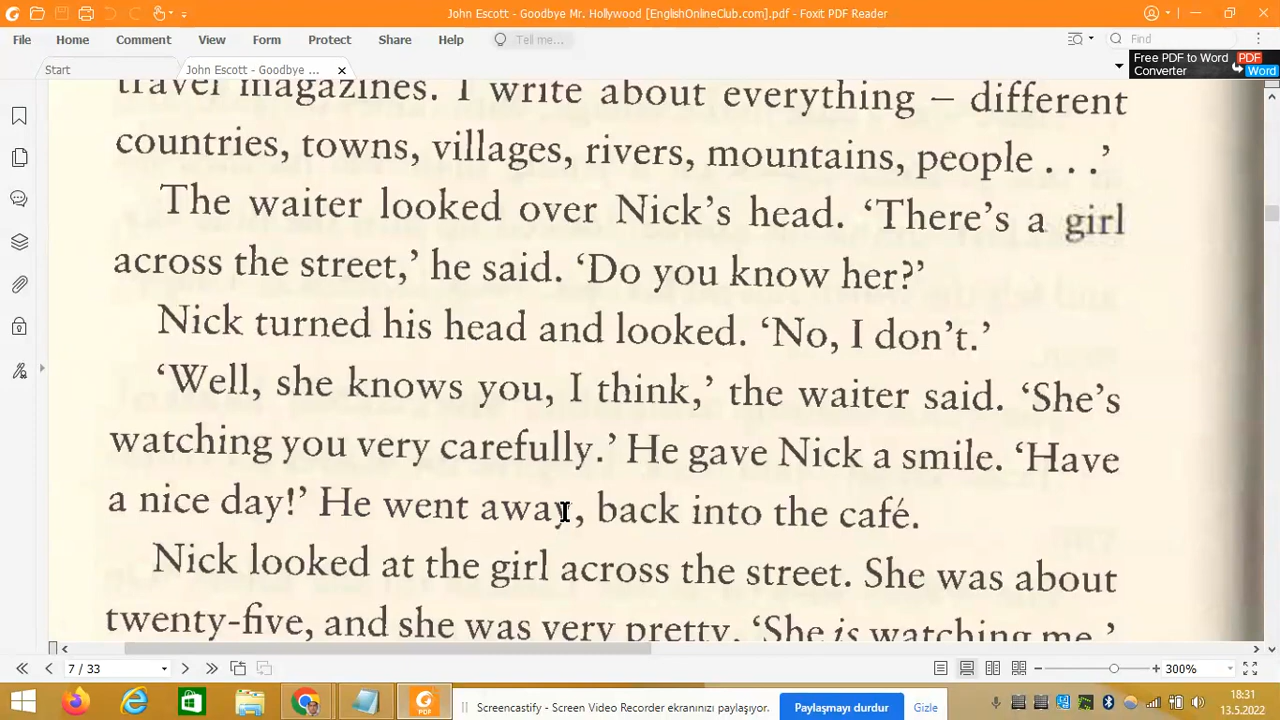 John Escott - Goodbye Mr. Hollywood [EnglishOnlineClub.com].pdf - Foxit PDF Reader
File Home Comment View Form Protect Share Help Tell me... Find
Start John Escott - Goodbye ... Free PDF to Word Converter PDF Word
travel magazines. I write about everything – different
countries, towns, villages, rivers, mountains, people . . .’
The waiter looked over Nick’s head. ‘There’s a girl
across the street,’ he said. ‘Do you know her?’
Nick turned his head and looked. ‘No, I don’t.’
‘Well, she knows you, I think,’ the waiter said. ‘She’s
watching you very carefully.’ He gave Nick a smile. ‘Have
a nice day!’ He went away, back into the café.
Nick looked at the girl across the street. She was about
twenty-five, and she was very pretty. ‘She is watching me,’
7 / 33 300%
Screencastify - Screen Video Recorder ekranınızı paylaşıyor. Paylaşmayı durdur Gizle
18:31
13.5.2022